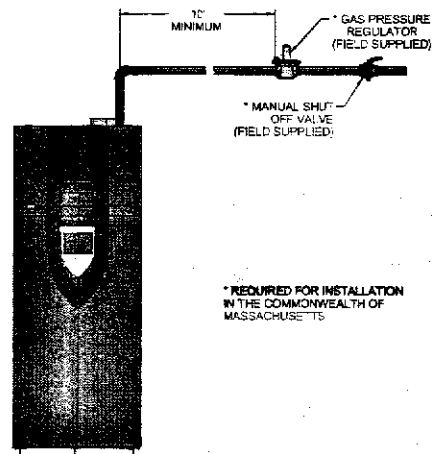 10"
MINIMUM
* GAS PRESSURE
REGULATOR
(FIELD SUPPLIED)
* MANUAL SHUT
OFF VALVE
(FIELD SUPPLIED)
* REQUIRED FOR INSTALLATION
IN THE COMMONWEALTH OF
MASSACHUSETTS